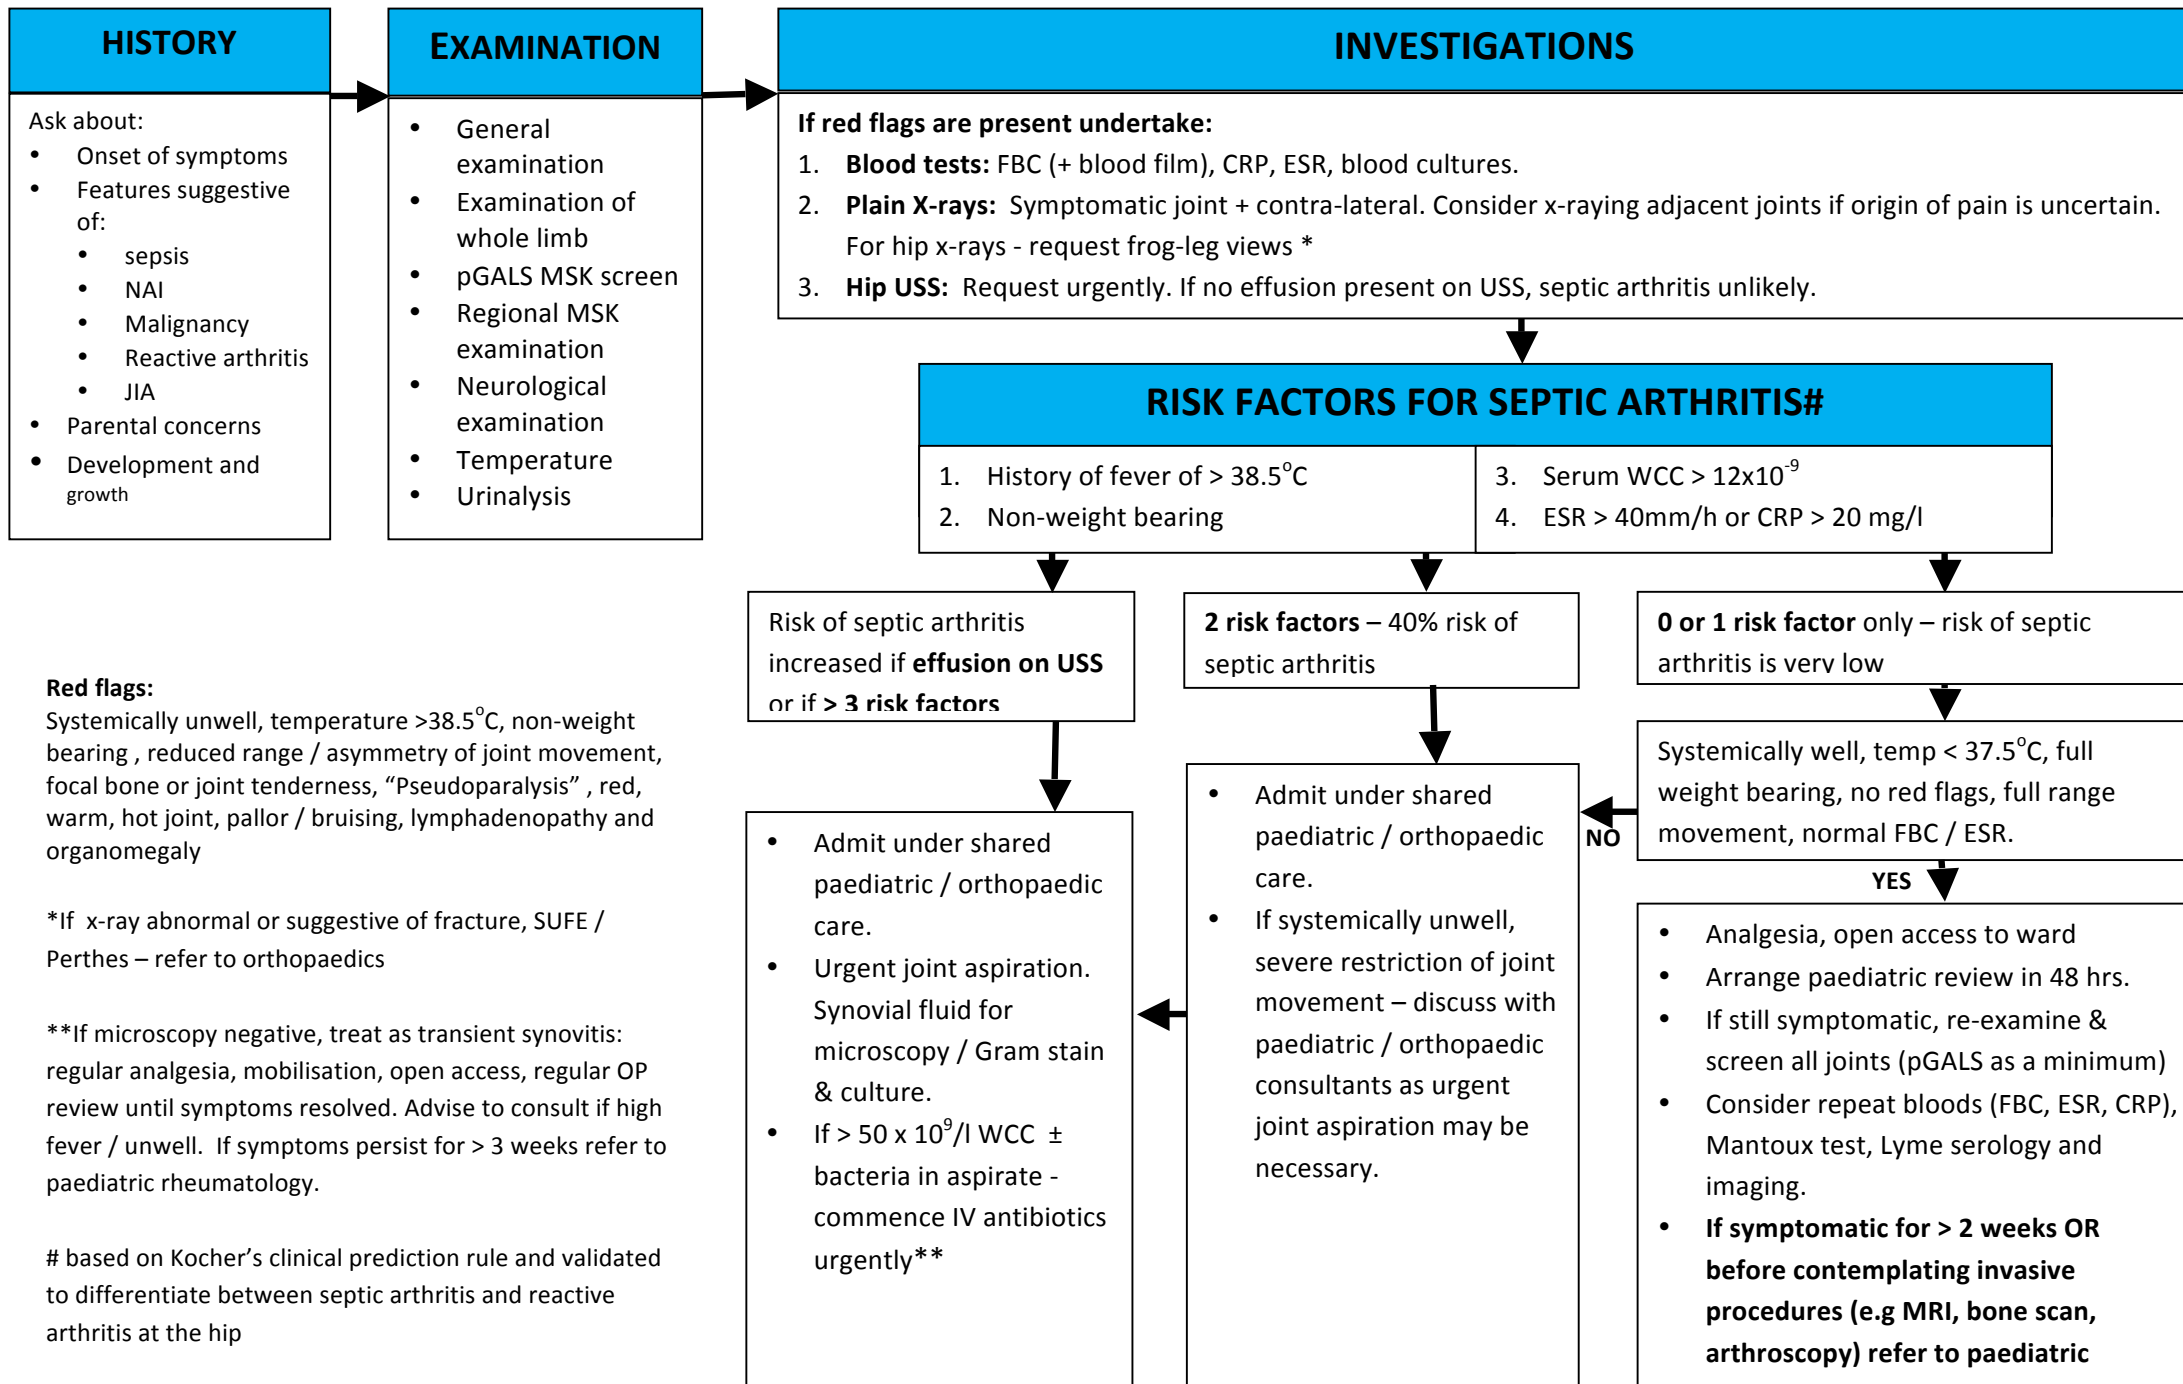 HISTORY
Ask about:
• Onset of symptoms
• Features suggestive
of:
• sepsis
• NAI
• Malignancy
• Reactive arthritis
• JIA
• Parental concerns
• Development and
growth
EXAMINATION
• General
examination
• Examination of
whole limb
• pGALS MSK screen
• Regional MSK
examination
• Neurological
examination
• Temperature
• Urinalysis
INVESTIGATIONS
If red flags are present undertake:
1. Blood tests: FBC (+ blood film), CRP, ESR, blood cultures.
2. Plain X-rays: Symptomatic joint + contra-lateral. Consider x-raying adjacent joints if origin of pain is uncertain.
For hip x-rays - request frog-leg views *
3. Hip USS: Request urgently. If no effusion present on USS, septic arthritis unlikely.
RISK FACTORS FOR SEPTIC ARTHRITIS#
1. History of fever of > 38.5°C
2. Non-weight bearing
3. Serum WCC > 12x10⁻⁹
4. ESR > 40mm/h or CRP > 20 mg/l
Risk of septic arthritis
increased if effusion on USS
or if > 3 risk factors
2 risk factors – 40% risk of
septic arthritis
0 or 1 risk factor only – risk of septic
arthritis is very low
Systemically well, temp < 37.5°C, full
weight bearing, no red flags, full range
movement, normal FBC / ESR.
NO
YES
• Admit under shared
paediatric / orthopaedic
care.
• Urgent joint aspiration.
Synovial fluid for
microscopy / Gram stain
& culture.
• If > 50 x 10⁹/l WCC ±
bacteria in aspirate -
commence IV antibiotics
urgently**
• Admit under shared
paediatric / orthopaedic
care.
• If systemically unwell,
severe restriction of joint
movement – discuss with
paediatric / orthopaedic
consultants as urgent
joint aspiration may be
necessary.
• Analgesia, open access to ward
• Arrange paediatric review in 48 hrs.
• If still symptomatic, re-examine &
screen all joints (pGALS as a minimum)
• Consider repeat bloods (FBC, ESR, CRP),
Mantoux test, Lyme serology and
imaging.
• If symptomatic for > 2 weeks OR
before contemplating invasive
procedures (e.g MRI, bone scan,
arthroscopy) refer to paediatric
Red flags:
Systemically unwell, temperature >38.5°C, non-weight
bearing , reduced range / asymmetry of joint movement,
focal bone or joint tenderness, “Pseudoparalysis” , red,
warm, hot joint, pallor / bruising, lymphadenopathy and
organomegaly
*If x-ray abnormal or suggestive of fracture, SUFE /
Perthes – refer to orthopaedics
**If microscopy negative, treat as transient synovitis:
regular analgesia, mobilisation, open access, regular OP
review until symptoms resolved. Advise to consult if high
fever / unwell. If symptoms persist for > 3 weeks refer to
paediatric rheumatology.
# based on Kocher’s clinical prediction rule and validated
to differentiate between septic arthritis and reactive
arthritis at the hip